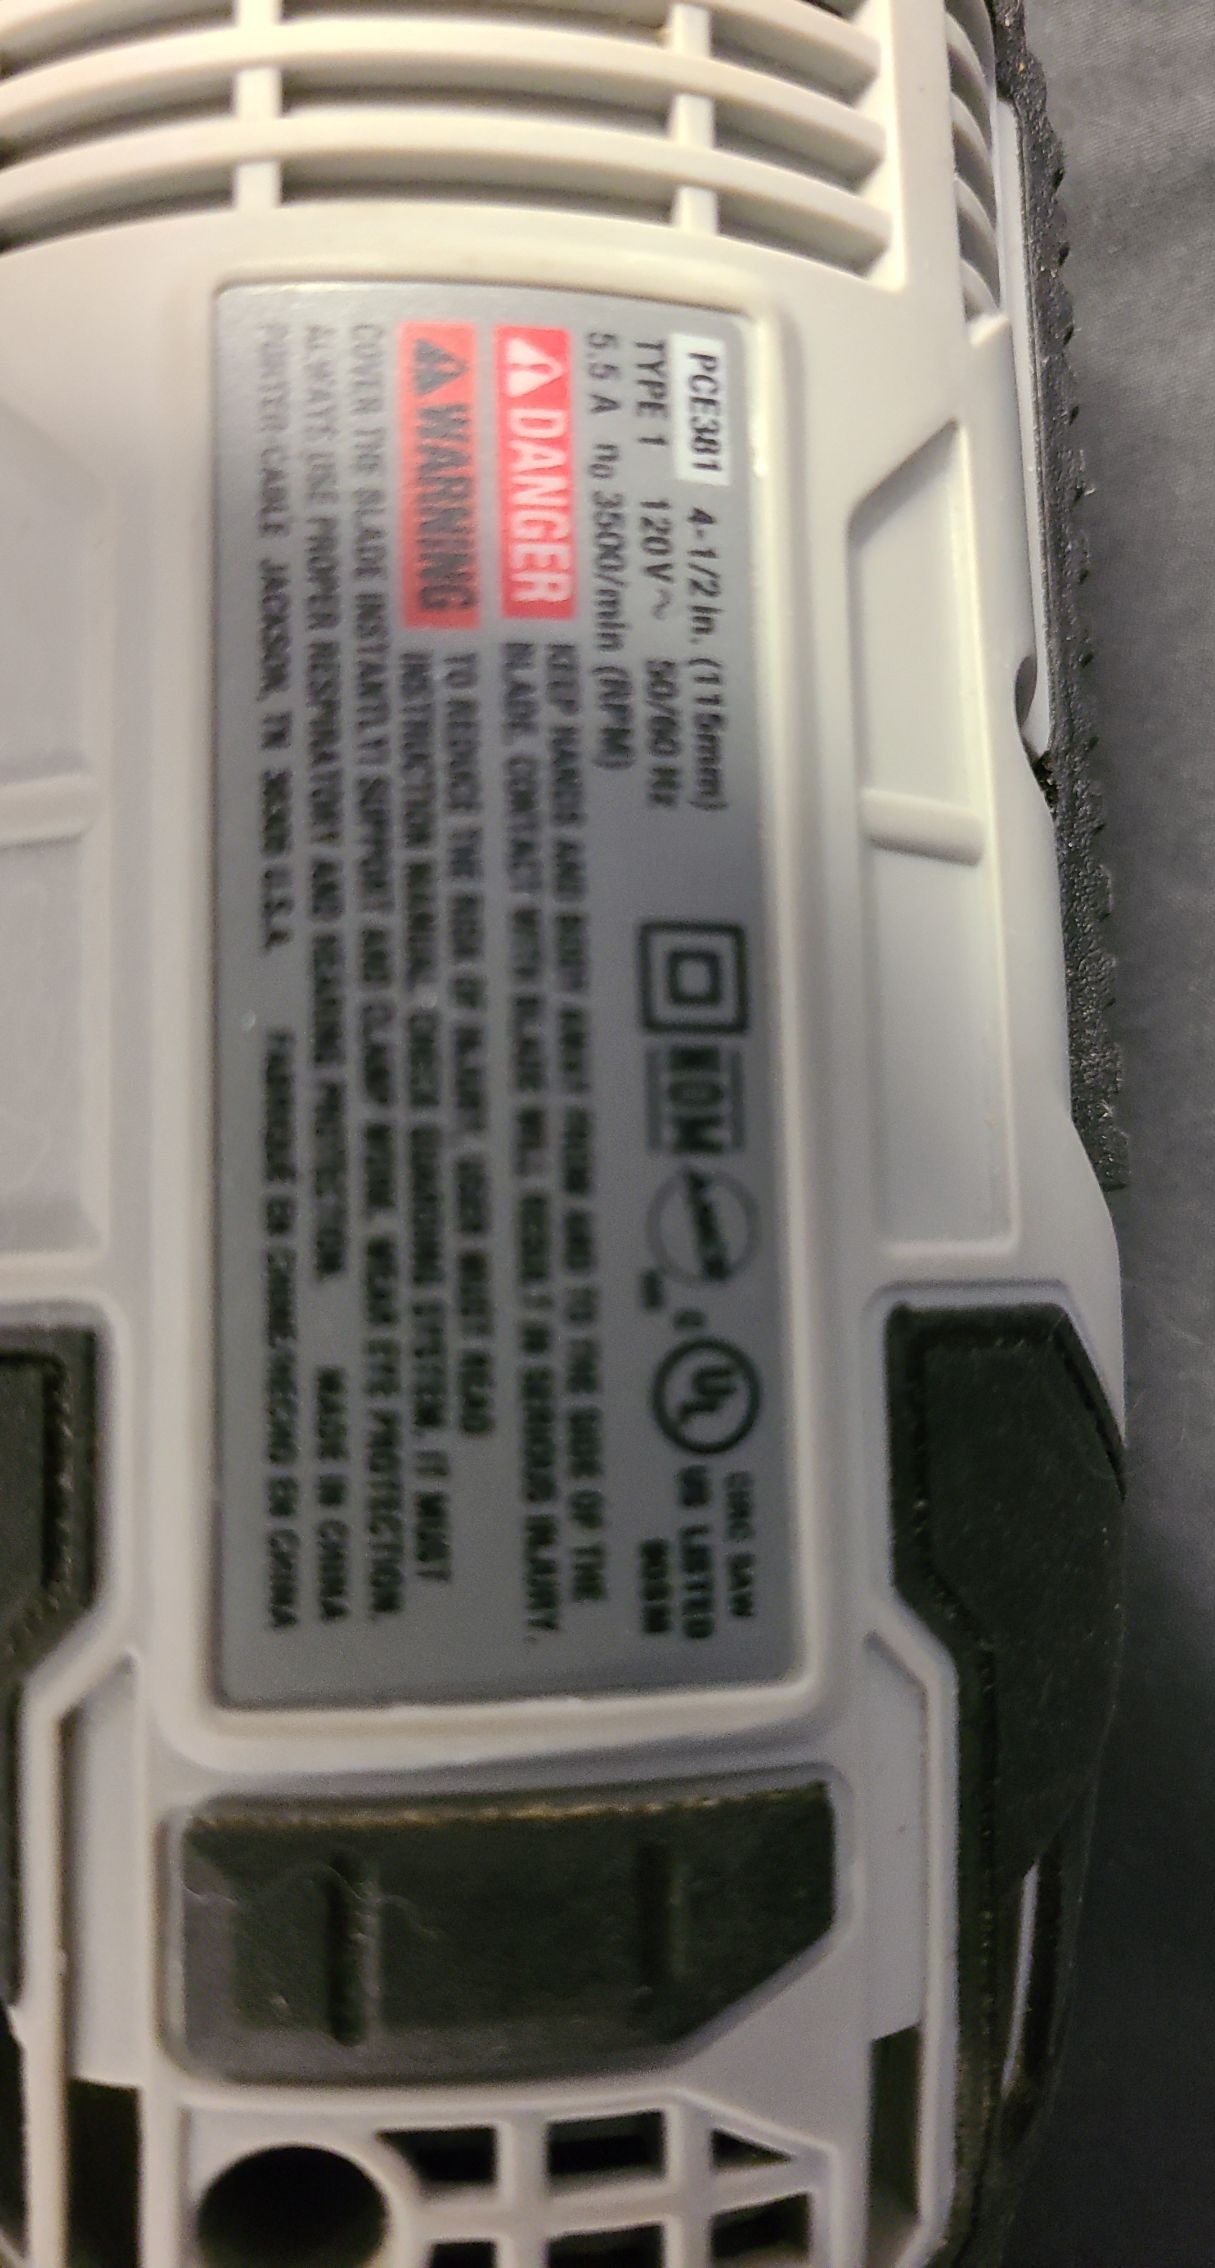 PCE381 4-1/2 in. (115mm)
TYPE 1 120V~ 50/60 Hz
5.5 A n₀ 3500/min (RPM)
NOM
C UL US LISTED
CIRC SAW
DANGER KEEP HANDS AND BODY AWAY FROM AND TO THE SIDE OF THE
BLADE. CONTACT WITH BLADE WILL RESULT IN SERIOUS INJURY.
WARNING TO REDUCE THE RISK OF INJURY, USER MUST READ
INSTRUCTION MANUAL. CHECK GUARDING SYSTEM. IT MUST
COVER THE BLADE INSTANTLY! SUPPORT AND CLAMP WORK. WEAR EYE PROTECTION.
ALWAYS USE PROPER RESPIRATORY AND HEARING PROTECTION. MADE IN CHINA
PORTER-CABLE JACKSON, TN U.S.A. FABRIQUÉ EN CHINE/HECHO EN CHINA